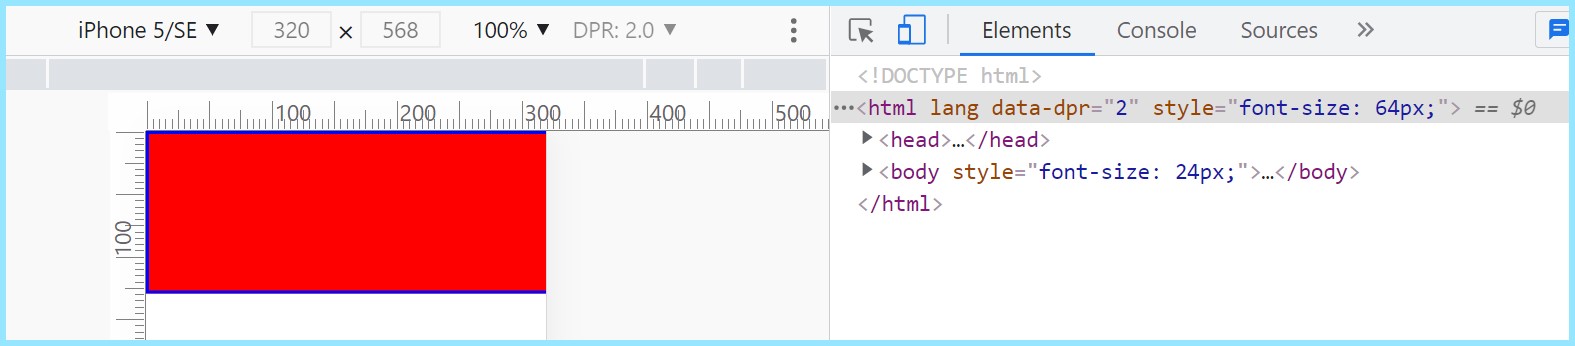 iPhone 5/SE ▼ 320 × 568 100% ▼ DPR: 2.0 ▼
Elements Console Sources »
100 200 300 400 500
100
<!DOCTYPE html>
⋯<html lang data-dpr="2" style="font-size: 64px;"> == $0
▶<head>…</head>
▶<body style="font-size: 24px;">…</body>
</html>